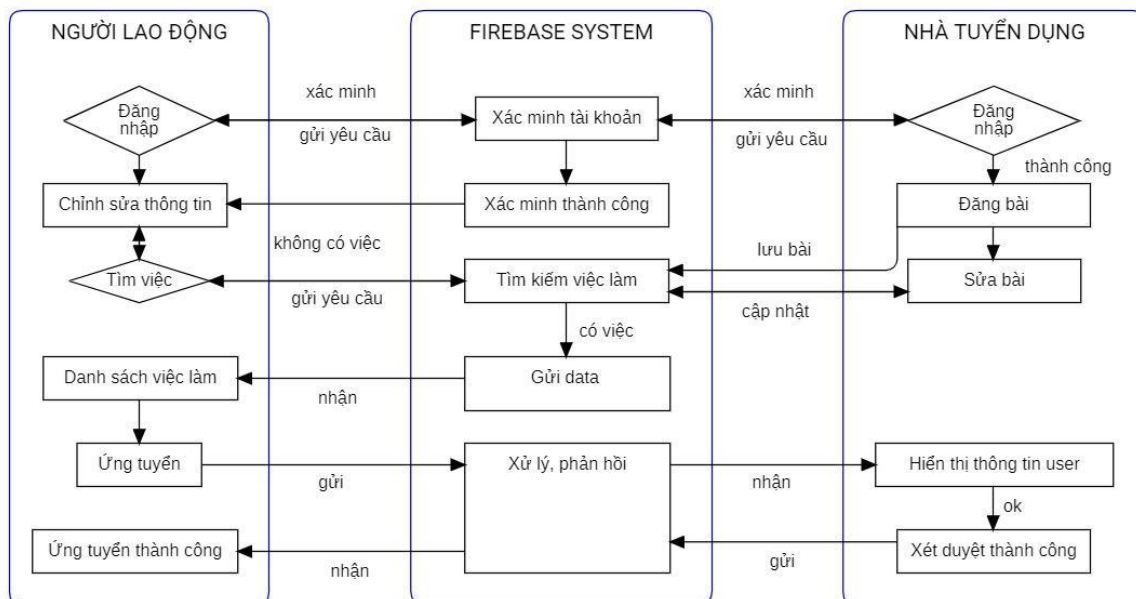 NGƯỜI LAO ĐỘNG
FIREBASE SYSTEM
NHÀ TUYỂN DỤNG
Đăng
nhập
xác minh
gửi yêu cầu
Xác minh tài khoản
xác minh
gửi yêu cầu
Đăng
nhập
thành công
Chỉnh sửa thông tin
Xác minh thành công
Đăng bài
không có việc
lưu bài
Tìm việc
gửi yêu cầu
Tìm kiếm việc làm
cập nhật
Sửa bài
có việc
Danh sách việc làm
nhận
Gửi data
Ứng tuyển
gửi
Xử lý, phản hồi
nhận
Hiển thị thông tin user
ok
Ứng tuyển thành công
nhận
gửi
Xét duyệt thành công